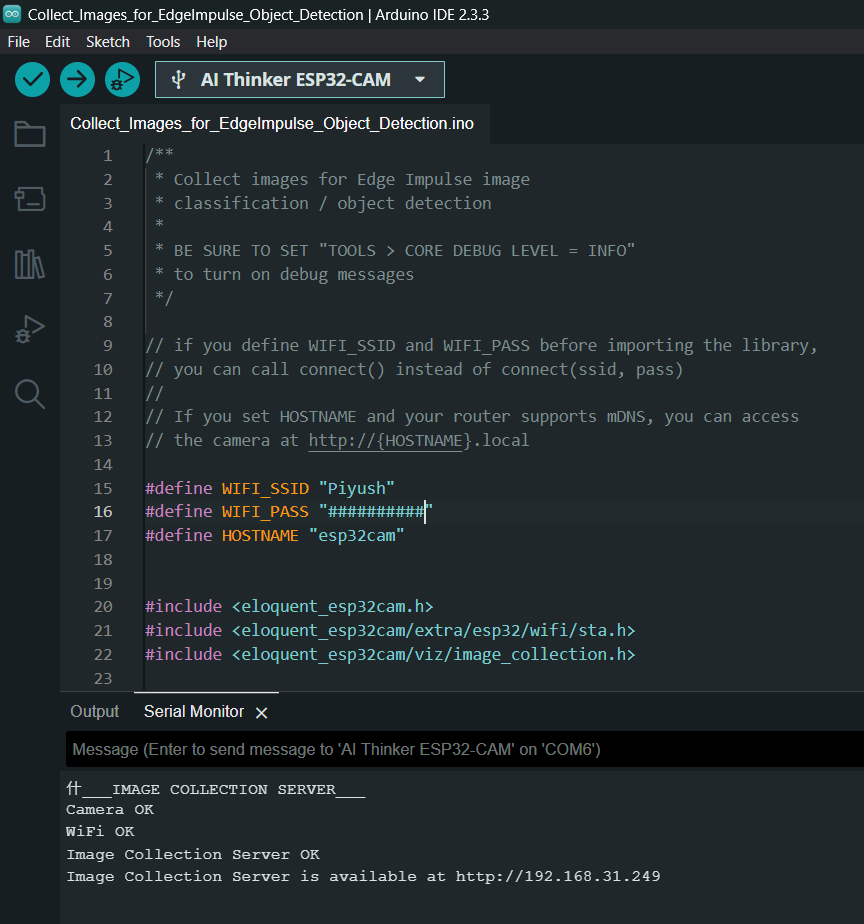 Collect_Images_for_EdgeImpulse_Object_Detection | Arduino IDE 2.3.3
File Edit Sketch Tools Help
AI Thinker ESP32-CAM
Collect_Images_for_EdgeImpulse_Object_Detection.ino
1 /**
2 * Collect images for Edge Impulse image
3 * classification / object detection
4 *
5 * BE SURE TO SET "TOOLS > CORE DEBUG LEVEL = INFO"
6 * to turn on debug messages
7 */
8
9 // if you define WIFI_SSID and WIFI_PASS before importing the library,
10 // you can call connect() instead of connect(ssid, pass)
11 //
12 // If you set HOSTNAME and your router supports mDNS, you can access
13 // the camera at http://{HOSTNAME}.local
14
15 #define WIFI_SSID "Piyush"
16 #define WIFI_PASS "##########"
17 #define HOSTNAME "esp32cam"
18
19
20 #include <eloquent_esp32cam.h>
21 #include <eloquent_esp32cam/extra/esp32/wifi/sta.h>
22 #include <eloquent_esp32cam/viz/image_collection.h>
23
Output Serial Monitor
Message (Enter to send message to 'AI Thinker ESP32-CAM' on 'COM6')
什___IMAGE COLLECTION SERVER___
Camera OK
WiFi OK
Image Collection Server OK
Image Collection Server is available at http://192.168.31.249